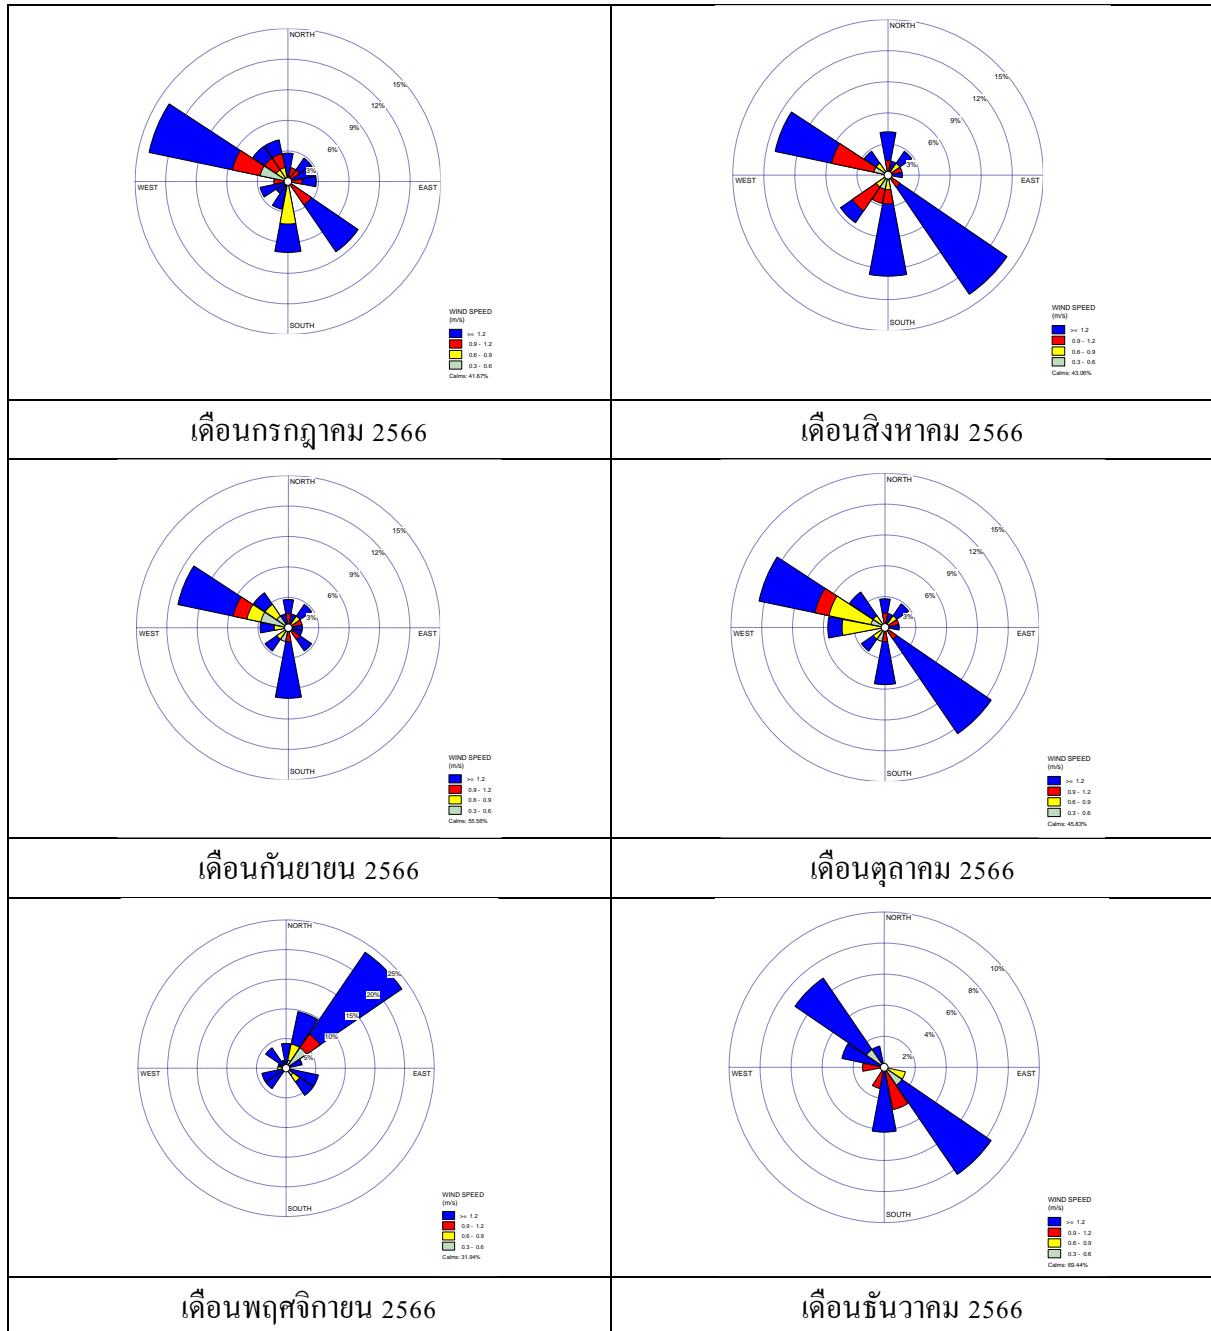 NORTH
15%
12%
9%
6%
3%
WEST
EAST
SOUTH
WIND SPEED
(m/s)
>= 1.2
0.9 - 1.2
0.6 - 0.9
0.3 - 0.6
Calms: 41.67%
เดือนกรกฎาคม 2566
NORTH
15%
12%
9%
6%
3%
WEST
EAST
SOUTH
WIND SPEED
(m/s)
>= 1.2
0.9 - 1.2
0.6 - 0.9
0.3 - 0.6
Calms: 43.06%
เดือนสิงหาคม 2566
NORTH
15%
12%
9%
6%
3%
WEST
EAST
SOUTH
WIND SPEED
(m/s)
>= 1.2
0.9 - 1.2
0.6 - 0.9
0.3 - 0.6
Calms: 55.56%
เดือนกันยายน 2566
NORTH
15%
12%
9%
6%
3%
WEST
EAST
SOUTH
WIND SPEED
(m/s)
>= 1.2
0.9 - 1.2
0.6 - 0.9
0.3 - 0.6
Calms: 45.83%
เดือนตุลาคม 2566
NORTH
25%
20%
15%
10%
5%
WEST
EAST
SOUTH
WIND SPEED
(m/s)
>= 1.2
0.9 - 1.2
0.6 - 0.9
0.3 - 0.6
Calms: 31.94%
เดือนพฤศจิกายน 2566
NORTH
10%
8%
6%
4%
2%
WEST
EAST
SOUTH
WIND SPEED
(m/s)
>= 1.2
0.9 - 1.2
0.6 - 0.9
0.3 - 0.6
Calms: 69.44%
เดือนธันวาคม 2566